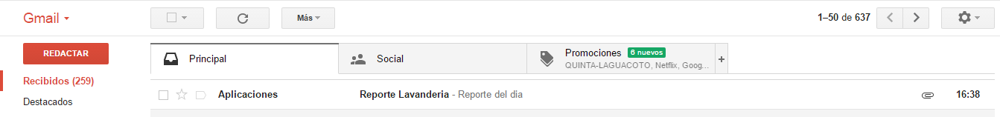 Gmail Más 1–50 de 637
REDACTAR
Principal Social Promociones 6 nuevos
QUINTA-LAGUACOTO, Netflix, Goog...
Recibidos (259)
Aplicaciones Reporte Lavanderia - Reporte del dia 16:38
Destacados